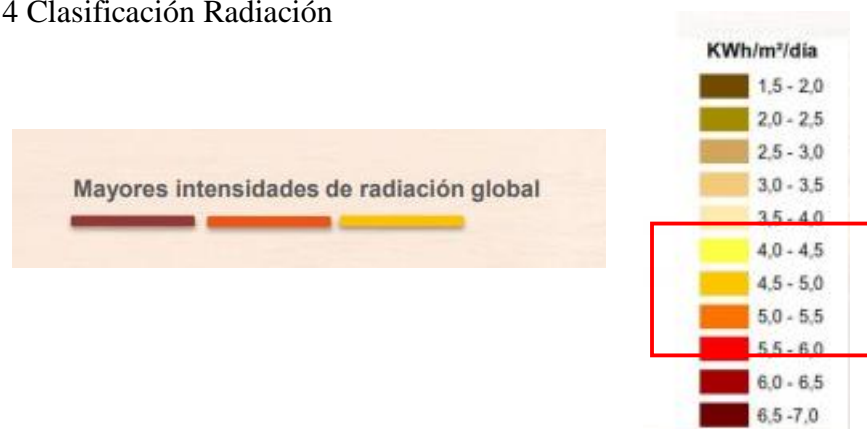 4 Clasificación Radiación
Mayores intensidades de radiación global
KWh/m²/día
1,5 - 2,0
2,0 - 2,5
2,5 - 3,0
3,0 - 3,5
3,5 - 4,0
4,0 - 4,5
4,5 - 5,0
5,0 - 5,5
5,5 - 6,0
6,0 - 6,5
6,5 -7,0